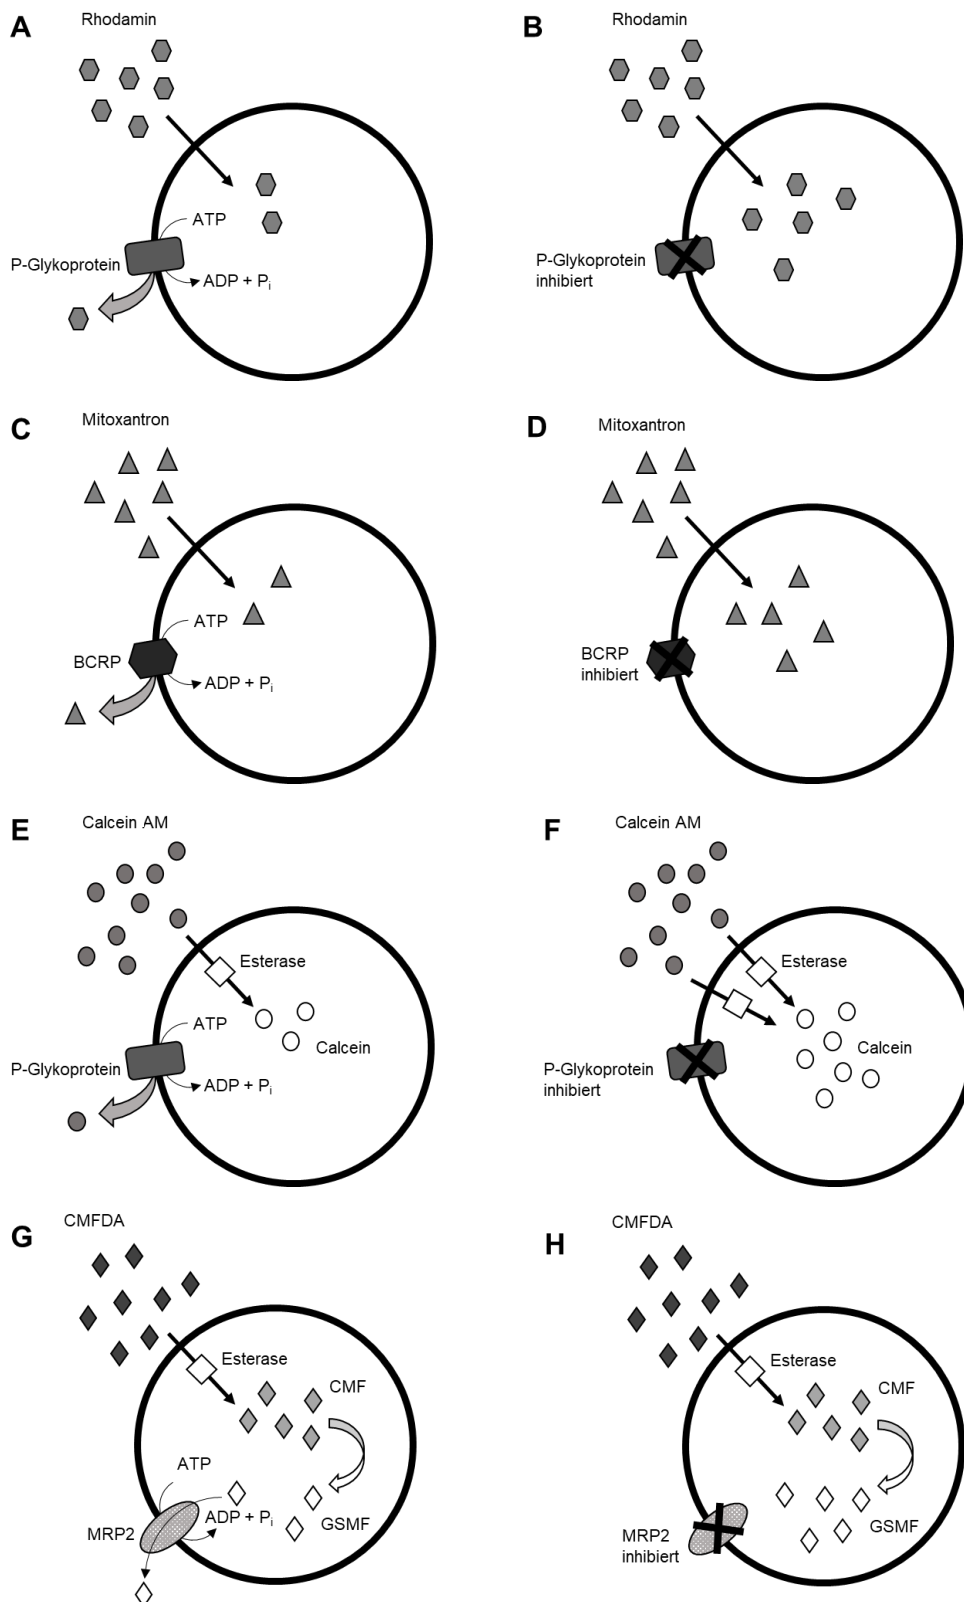 A
Rhodamin
ATP
P-Glykoprotein
ADP + Pi
B
Rhodamin
P-Glykoprotein
inhibiert
C
Mitoxantron
ATP
BCRP
ADP + Pi
D
Mitoxantron
BCRP
inhibiert
E
Calcein AM
Esterase
ATP
Calcein
P-Glykoprotein
ADP + Pi
F
Calcein AM
Esterase
Calcein
P-Glykoprotein
inhibiert
G
CMFDA
Esterase
CMF
ATP
ADP + Pi
GSMF
MRP2
H
CMFDA
Esterase
CMF
GSMF
MRP2
inhibiert